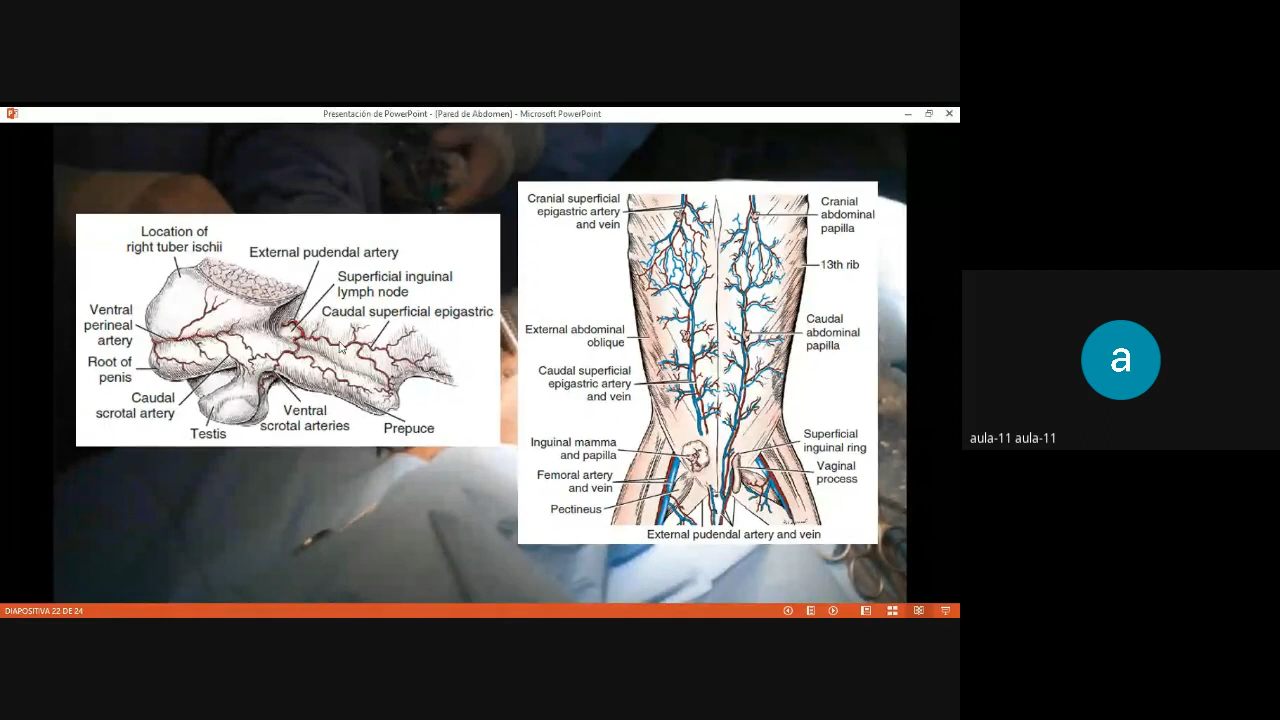 Presentación de PowerPoint - [Pared de Abdomen] - Microsoft PowerPoint
Location of
right tuber ischii
External pudendal artery
Superficial inguinal
lymph node
Caudal superficial epigastric
Ventral
perineal
artery
Root of
penis
Caudal
scrotal artery
Testis
Ventral
scrotal arteries
Prepuce
Cranial superficial
epigastric artery
and vein
External abdominal
oblique
Caudal superficial
epigastric artery
and vein
Inguinal mamma
and papilla
Femoral artery
and vein
Pectineus
Cranial
abdominal
papilla
13th rib
Caudal
abdominal
papilla
Superficial
inguinal ring
Vaginal
process
External pudendal artery and vein
DIAPOSITIVA 22 DE 24
a
aula-11 aula-11